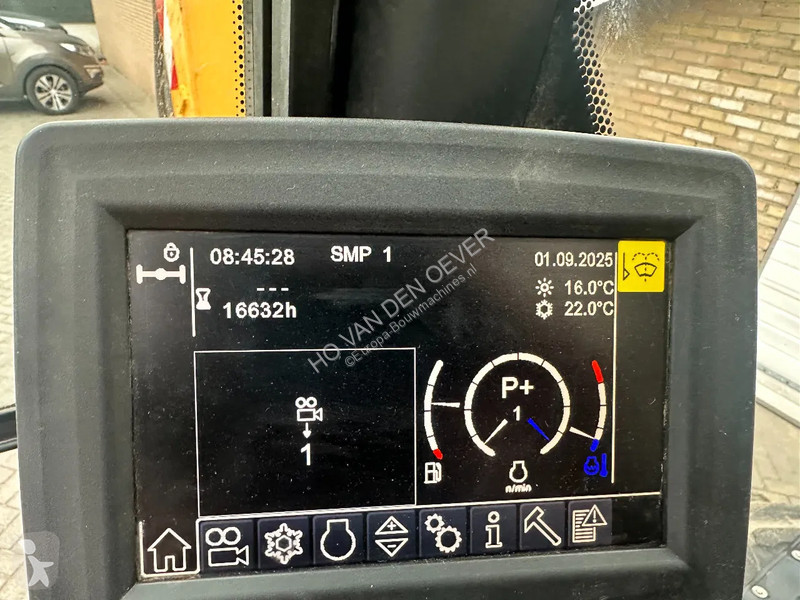 08:45:28
SMP 1
01.09.2025
---
16632h
16.0°C
22.0°C
HO VAN DEN OEVER
©Europa-Bouwmachines.nl
1
P+
1
n/min